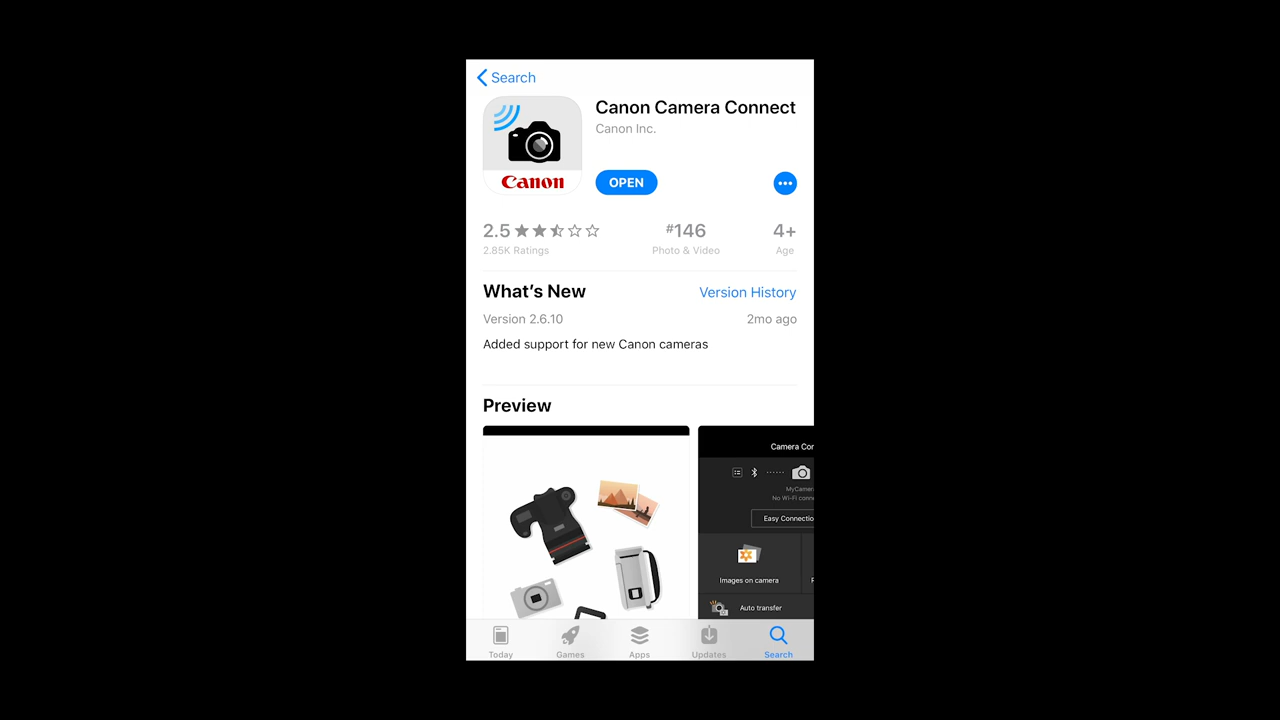 Search
Canon Camera Connect
Canon Inc.
Canon
OPEN
2.5
#146
4+
2.85K Ratings
Photo & Video
Age
What's New
Version History
Version 2.6.10
2mo ago
Added support for new Canon cameras
Preview
Camera Cor
MyCamer
No Wi-Fi conn
Easy Connectio
Images on camera
Auto transfer
Today
Games
Apps
Updates
Search